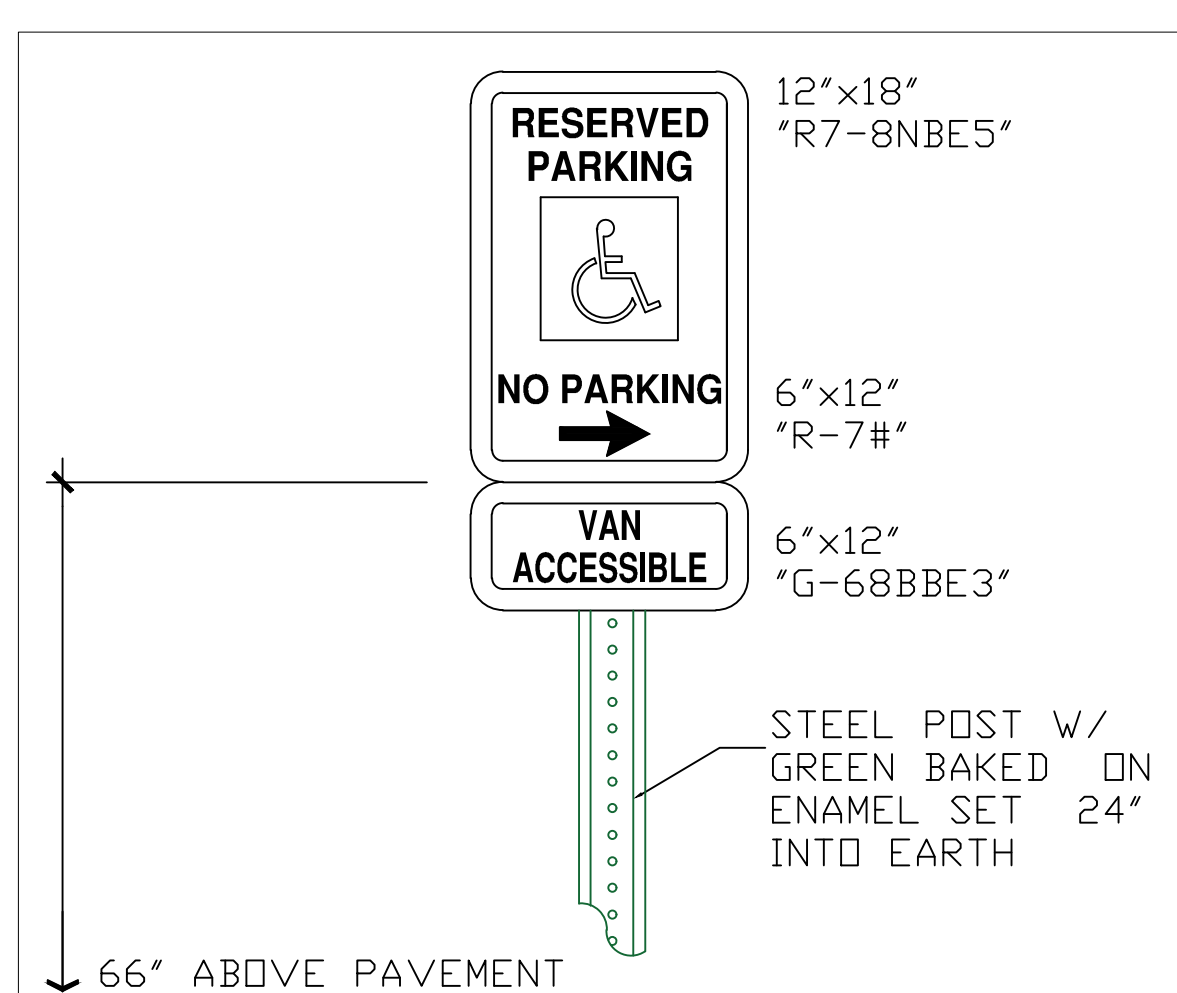 RESERVED
PARKING
NO PARKING
VAN
ACCESSIBLE
12"x18"
"R7-8NBE5"
6"x12"
"R-7#"
6"x12"
"G-68BBE3"
STEEL POST W/
GREEN BAKED ON
ENAMEL SET 24"
INTO EARTH
66" ABOVE PAVEMENT